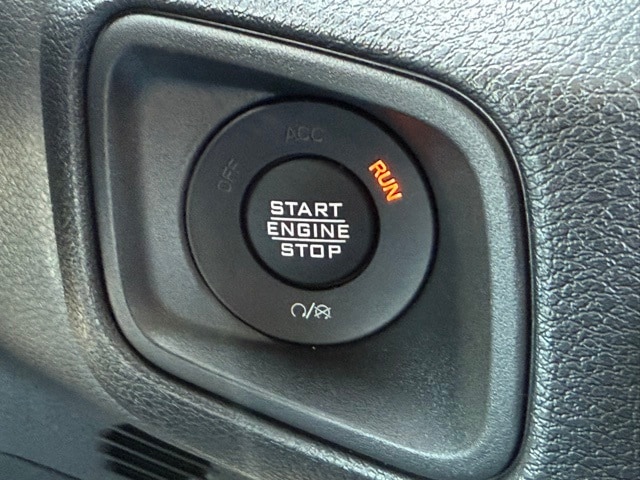 OFF
ACC
RUN
START
ENGINE
STOP